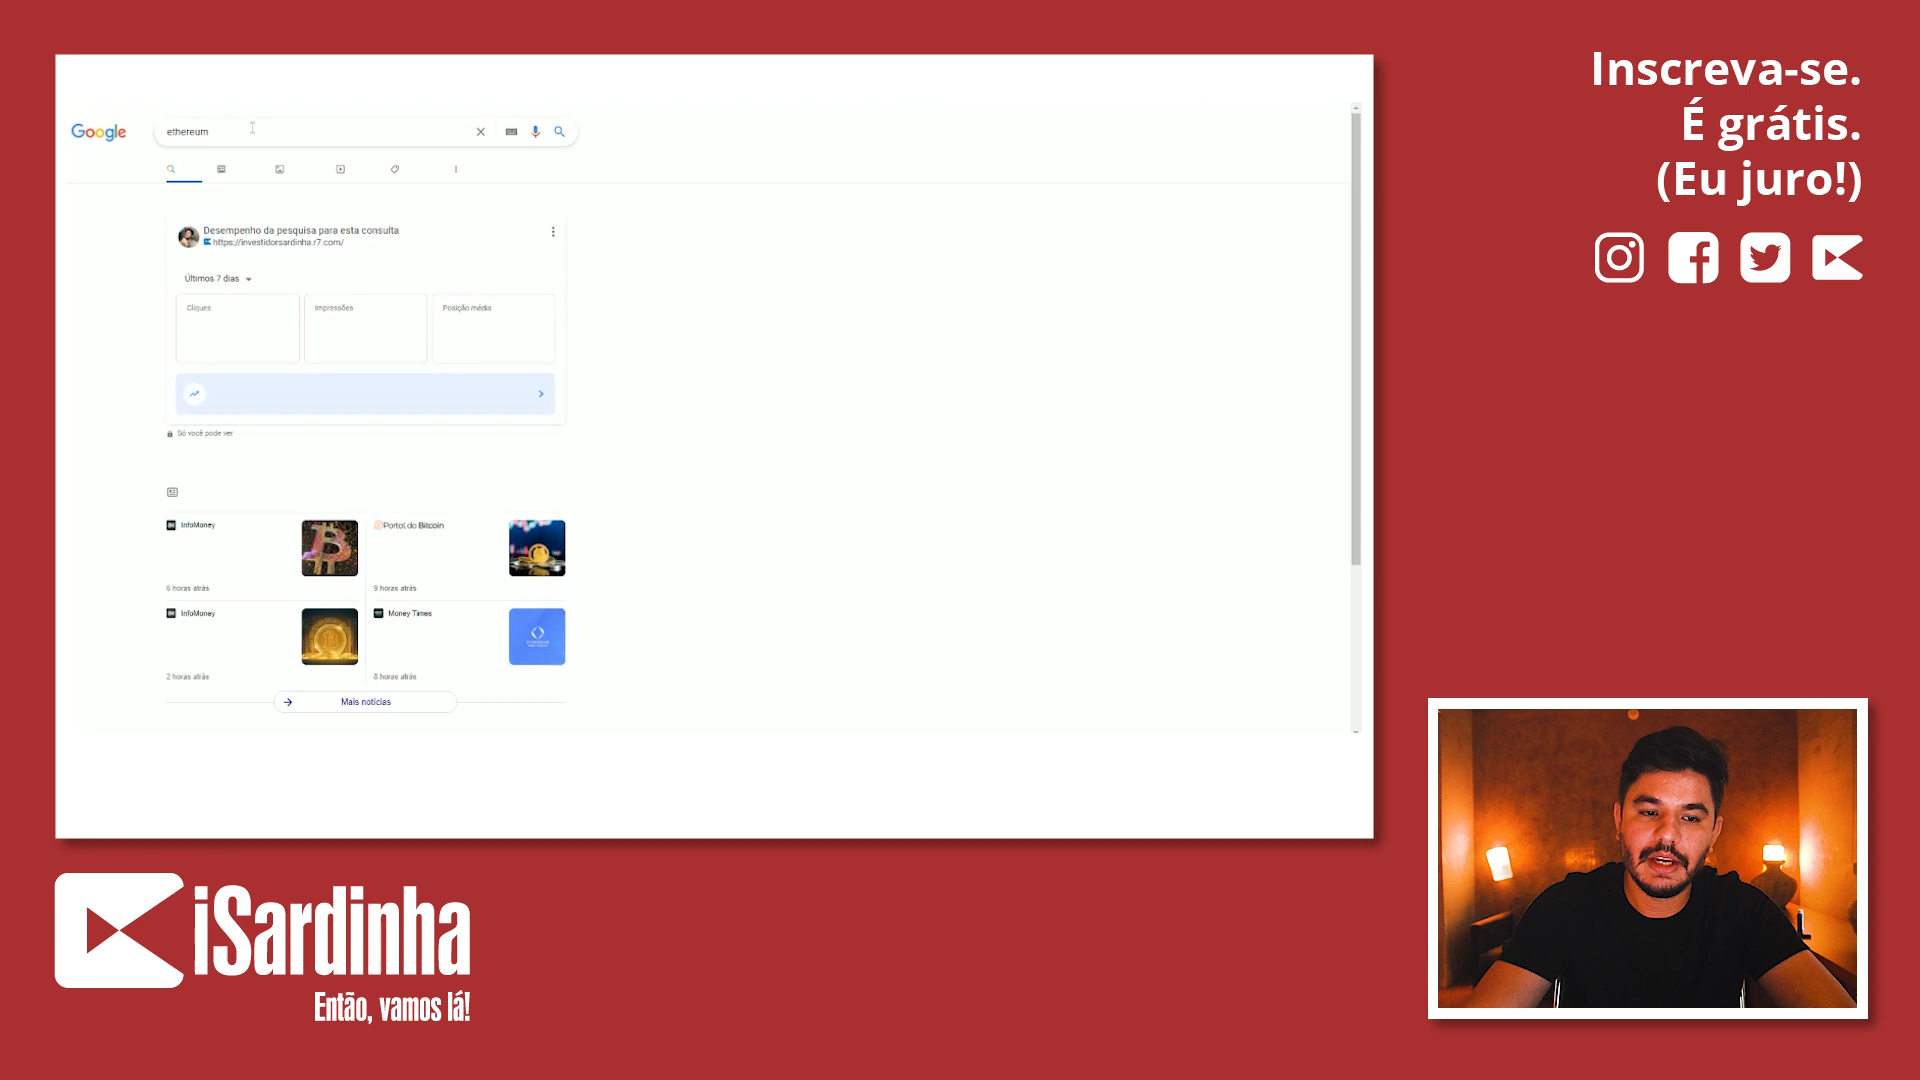 Inscreva-se.
É grátis.
(Eu juro!)
Google
ethereum
Desempenho da pesquisa para esta consulta
https://investidorsardinha.r7.com/
Últimos 7 dias
Cliques
Impressões
Posição média
Só você pode ver
InfoMoney
6 horas atrás
Portal do Bitcoin
9 horas atrás
InfoMoney
2 horas atrás
Money Times
8 horas atrás
Mais notícias
iSardinha
Então, vamos lá!